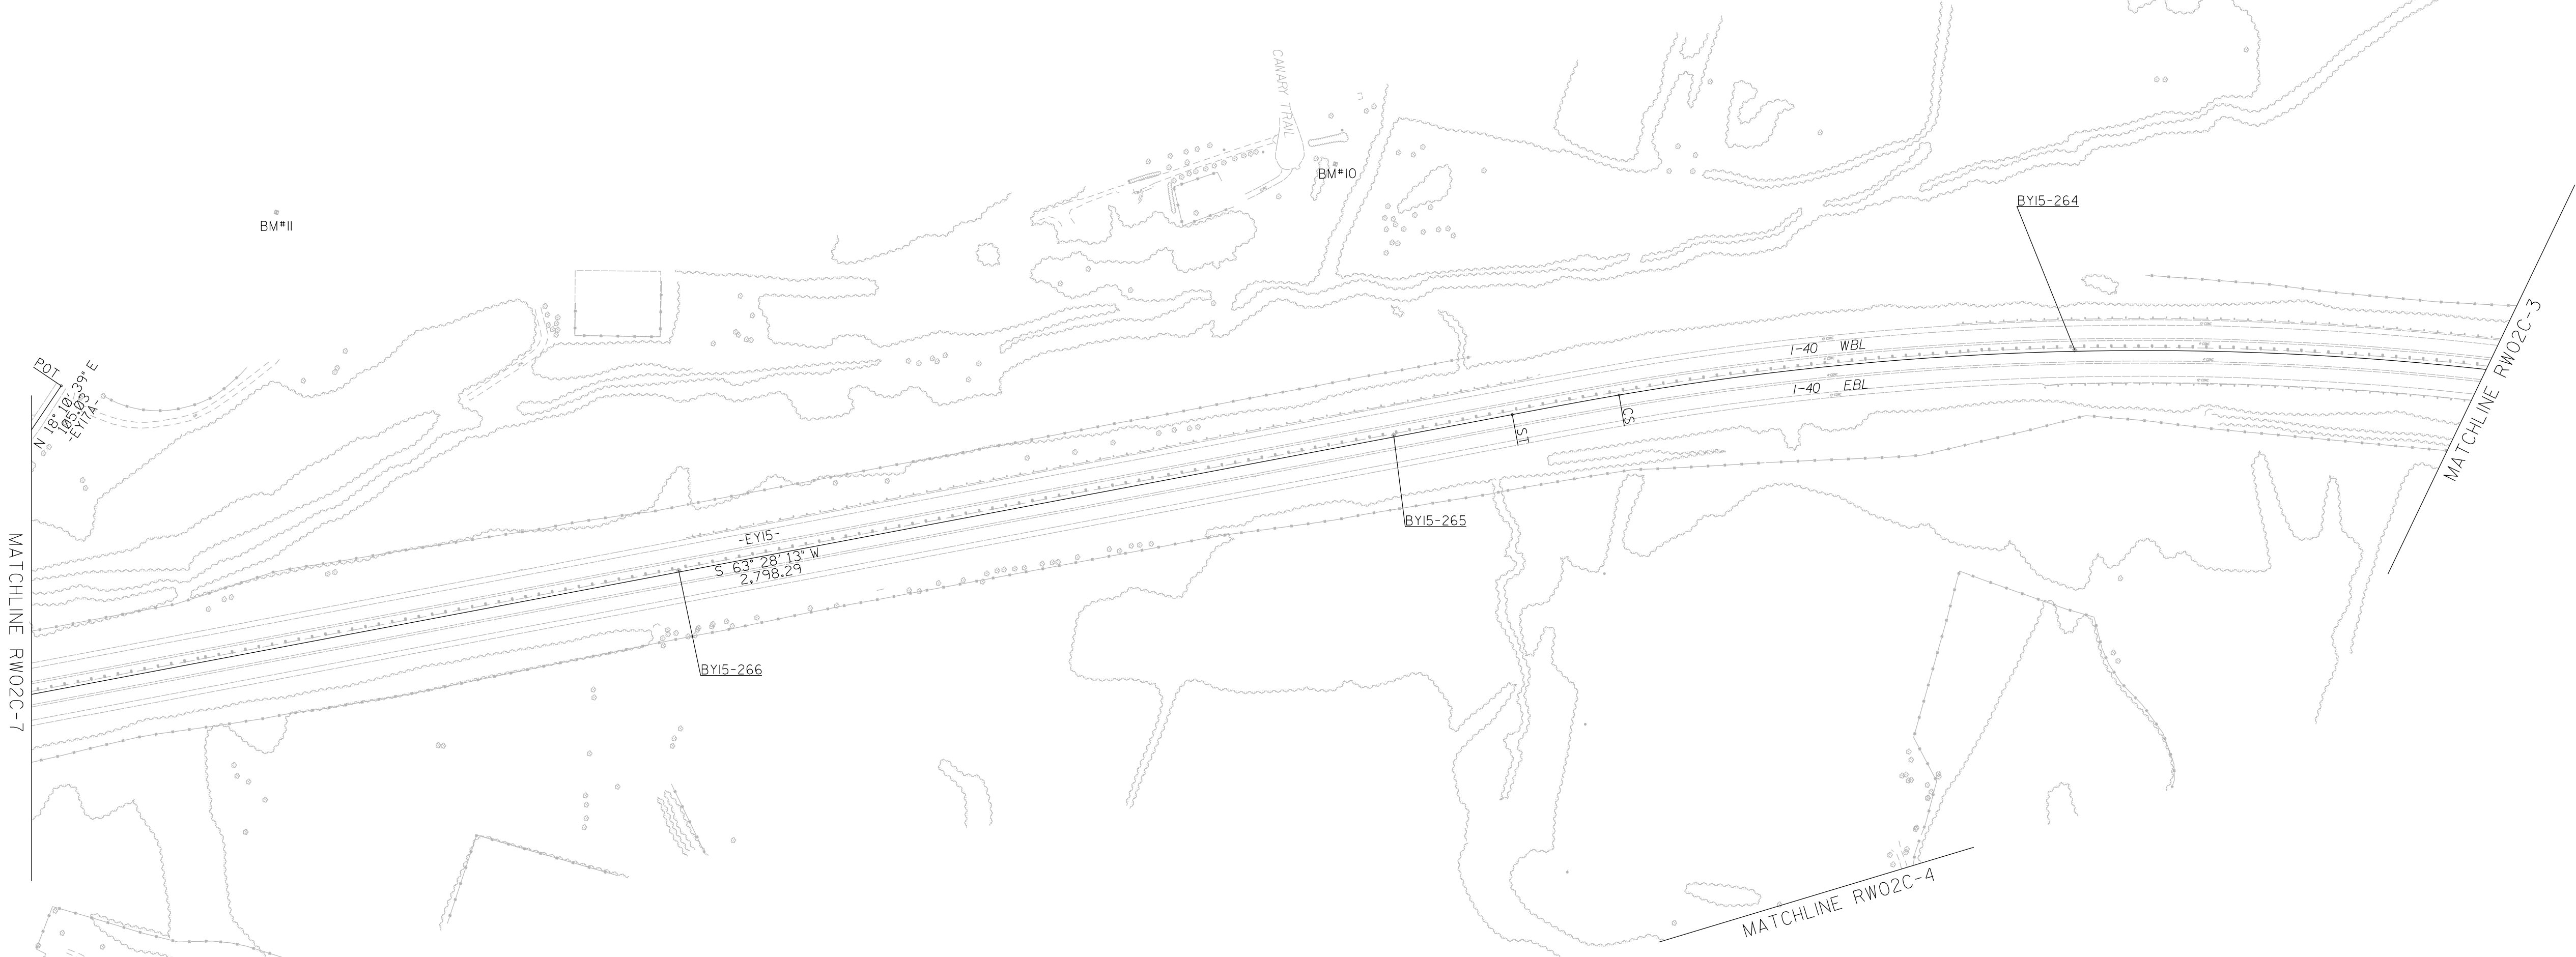 CANARY TRAIL
BM#10
BM#11
BY15-264
MATCHLINE RW02C-3
I-40 WBL
I-40 EBL
POT
N 18° 10' 39" E
105.03
-EY17A-
CS
ST
BY15-265
-EY15-
S 63° 28' 13" W
2,798.29
BY15-266
MATCHLINE RW02C-7
MATCHLINE RW02C-4